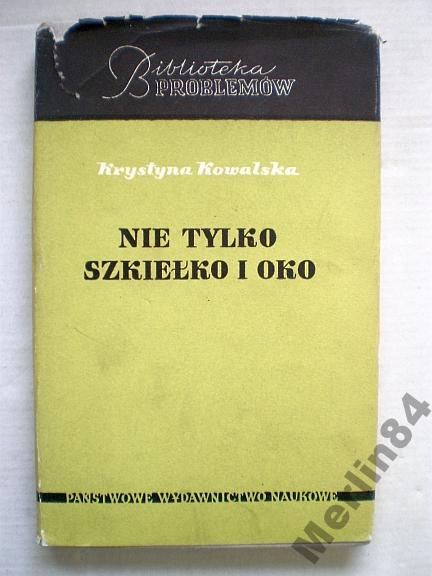 Biblioteka
PROBLEMÓW
Krystyna Kowalska
NIE TYLKO
SZKIEŁKO I OKO
PAŃSTWOWE WYDAWNICTWO NAUKOWE
Merlin84